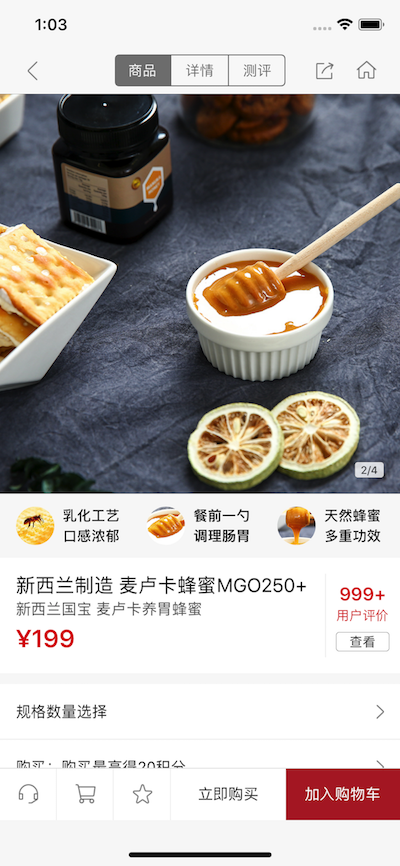 1:03
商品 详情 测评
2/4
乳化工艺
口感浓郁
餐前一勺
调理肠胃
天然蜂蜜
多重功效
新西兰制造 麦卢卡蜂蜜MGO250+
新西兰国宝 麦卢卡养胃蜂蜜
¥199
999+
用户评价
查看
规格数量选择
购买：购买最高得20积分
立即购买 加入购物车